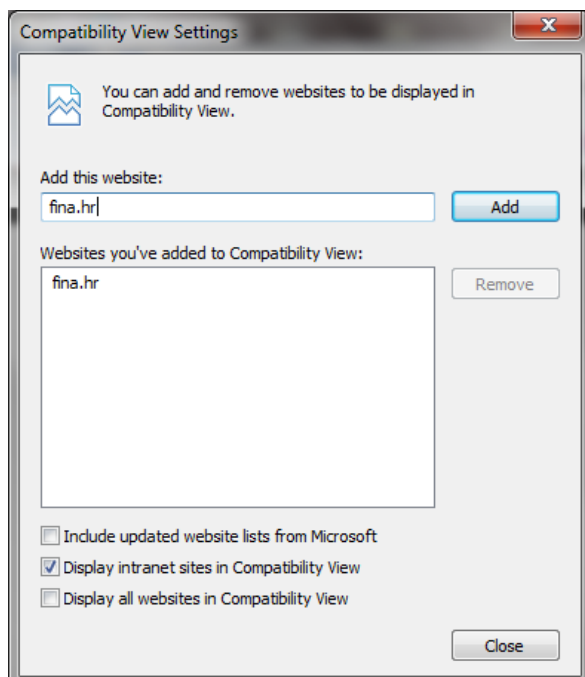 Compatibility View Settings
You can add and remove websites to be displayed in
Compatibility View.
Add this website:
fina.hr
Add
Websites you've added to Compatibility View:
fina.hr
Remove
Include updated website lists from Microsoft
Display intranet sites in Compatibility View
Display all websites in Compatibility View
Close